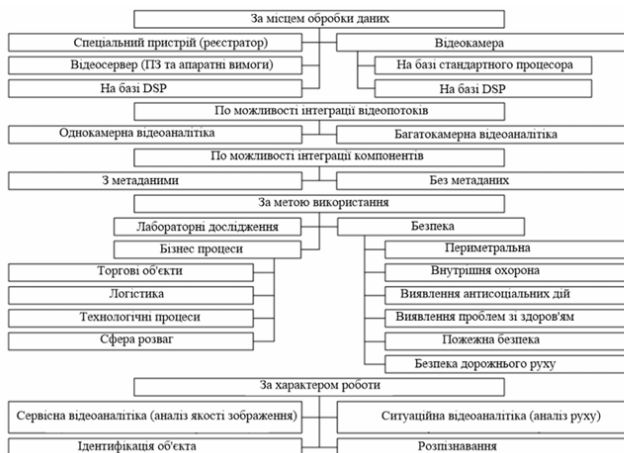 За місцем обробки даних
Спеціальний пристрій (реєстратор)
Відеокамера
Відеосервер (ПЗ та апаратні вимоги)
На базі стандартного процесора
На базі DSP
На базі DSP
По можливості інтеграції відеопотоків
Однокамерна відеоаналітика
Багатокамерна відеоаналітика
По можливості інтеграції компонентів
З метаданими
Без метаданих
За метою використання
Лабораторні дослідження
Безпека
Бізнес процеси
Периметральна
Торгові об'єкти
Внутрішня охорона
Логістика
Виявлення антисоціальних дій
Технологічні процеси
Виявлення проблем зі здоров'ям
Сфера розваг
Пожежна безпека
Безпека дорожнього руху
За характером роботи
Сервісна відеоаналітика (аналіз якості зображення)
Ситуаційна відеоаналітика (аналіз руху)
Ідентифікація об'єкта
Розпізнавання